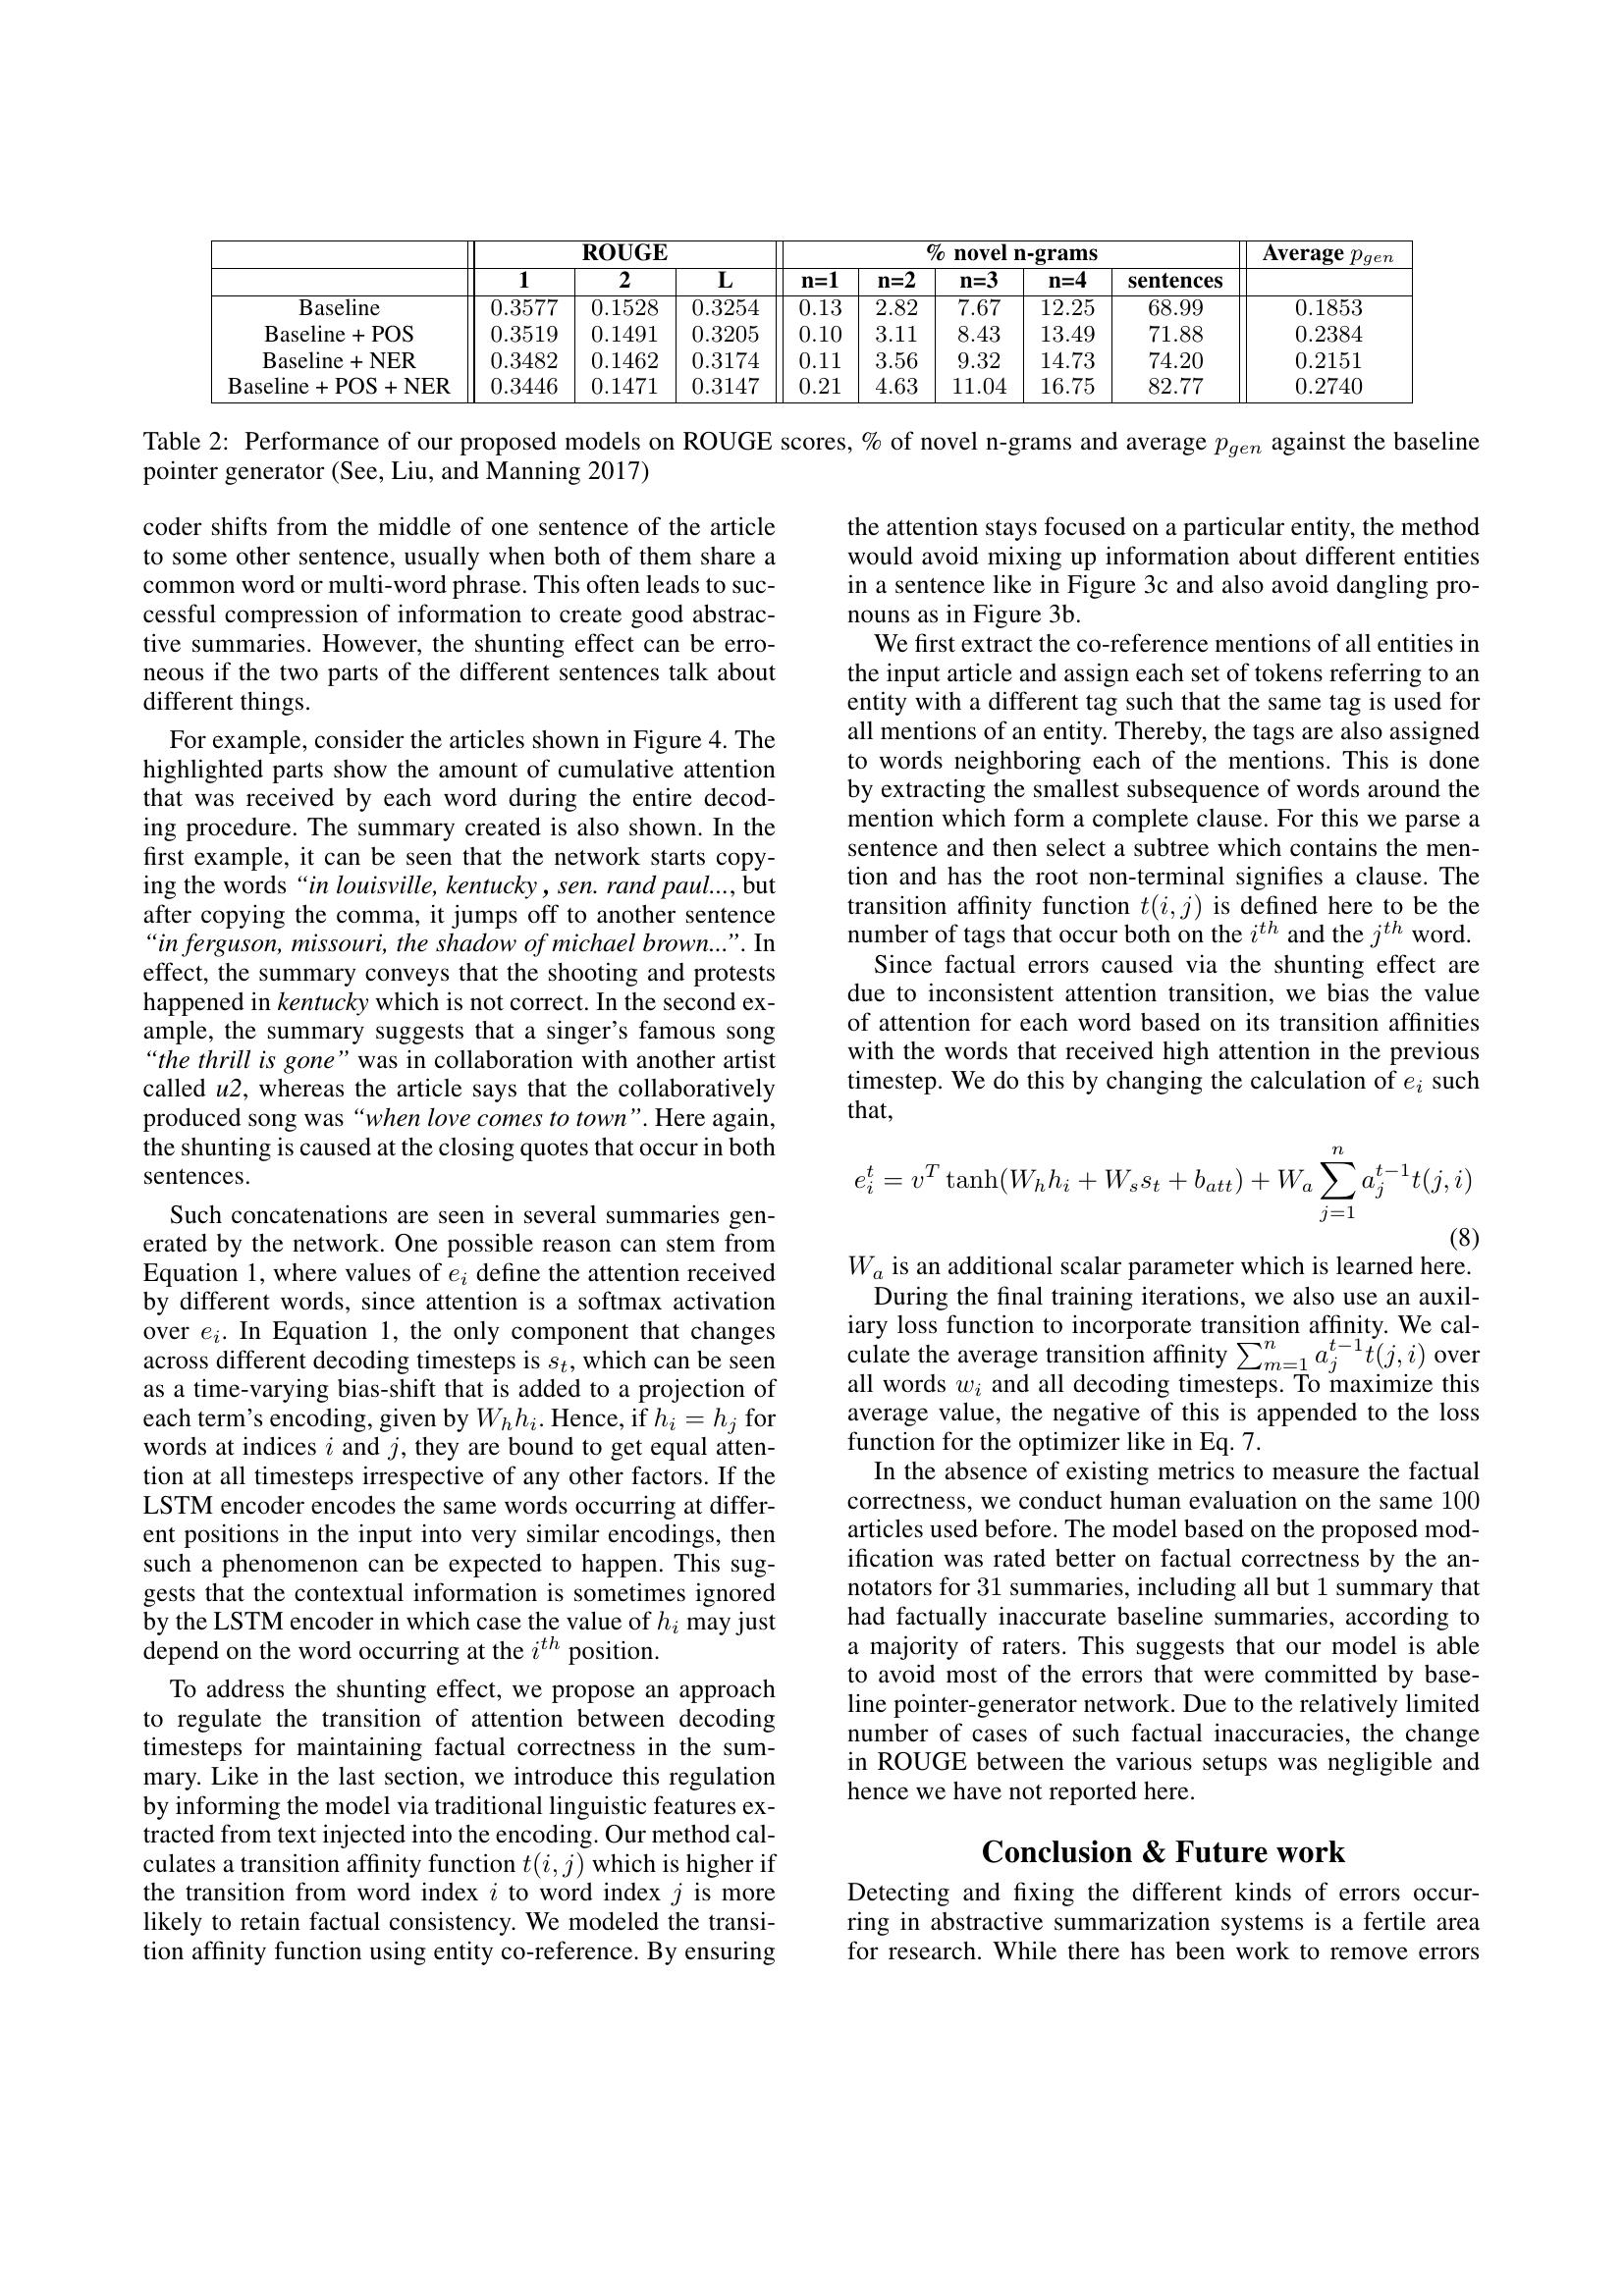 ROUGE % novel n-grams Average p_gen
1 2 L n=1 n=2 n=3 n=4 sentences
Baseline 0.3577 0.1528 0.3254 0.13 2.82 7.67 12.25 68.99 0.1853
Baseline + POS 0.3519 0.1491 0.3205 0.10 3.11 8.43 13.49 71.88 0.2384
Baseline + NER 0.3482 0.1462 0.3174 0.11 3.56 9.32 14.73 74.20 0.2151
Baseline + POS + NER 0.3446 0.1471 0.3147 0.21 4.63 11.04 16.75 82.77 0.2740
Table 2: Performance of our proposed models on ROUGE scores, % of novel n-grams and average p_gen against the baseline
pointer generator (See, Liu, and Manning 2017)
coder shifts from the middle of one sentence of the article
to some other sentence, usually when both of them share a
common word or multi-word phrase. This often leads to suc-
cessful compression of information to create good abstrac-
tive summaries. However, the shunting effect can be erro-
neous if the two parts of the different sentences talk about
different things.
For example, consider the articles shown in Figure 4. The
highlighted parts show the amount of cumulative attention
that was received by each word during the entire decod-
ing procedure. The summary created is also shown. In the
first example, it can be seen that the network starts copy-
ing the words “in louisville, kentucky , sen. rand paul..., but
after copying the comma, it jumps off to another sentence
“in ferguson, missouri, the shadow of michael brown...”. In
effect, the summary conveys that the shooting and protests
happened in kentucky which is not correct. In the second ex-
ample, the summary suggests that a singer's famous song
“the thrill is gone” was in collaboration with another artist
called u2, whereas the article says that the collaboratively
produced song was “when love comes to town”. Here again,
the shunting is caused at the closing quotes that occur in both
sentences.
Such concatenations are seen in several summaries gen-
erated by the network. One possible reason can stem from
Equation 1, where values of e_i define the attention received
by different words, since attention is a softmax activation
over e_i. In Equation 1, the only component that changes
across different decoding timesteps is s_t, which can be seen
as a time-varying bias-shift that is added to a projection of
each term's encoding, given by W_h h_i. Hence, if h_i = h_j for
words at indices i and j, they are bound to get equal atten-
tion at all timesteps irrespective of any other factors. If the
LSTM encoder encodes the same words occurring at differ-
ent positions in the input into very similar encodings, then
such a phenomenon can be expected to happen. This sug-
gests that the contextual information is sometimes ignored
by the LSTM encoder in which case the value of h_i may just
depend on the word occurring at the i^th position.
To address the shunting effect, we propose an approach
to regulate the transition of attention between decoding
timesteps for maintaining factual correctness in the sum-
mary. Like in the last section, we introduce this regulation
by informing the model via traditional linguistic features ex-
tracted from text injected into the encoding. Our method cal-
culates a transition affinity function t(i, j) which is higher if
the transition from word index i to word index j is more
likely to retain factual consistency. We modeled the transi-
tion affinity function using entity co-reference. By ensuring
the attention stays focused on a particular entity, the method
would avoid mixing up information about different entities
in a sentence like in Figure 3c and also avoid dangling pro-
nouns as in Figure 3b.
We first extract the co-reference mentions of all entities in
the input article and assign each set of tokens referring to an
entity with a different tag such that the same tag is used for
all mentions of an entity. Thereby, the tags are also assigned
to words neighboring each of the mentions. This is done
by extracting the smallest subsequence of words around the
mention which form a complete clause. For this we parse a
sentence and then select a subtree which contains the men-
tion and has the root non-terminal signifies a clause. The
transition affinity function t(i, j) is defined here to be the
number of tags that occur both on the i^th and the j^th word.
Since factual errors caused via the shunting effect are
due to inconsistent attention transition, we bias the value
of attention for each word based on its transition affinities
with the words that received high attention in the previous
timestep. We do this by changing the calculation of e_i such
that,
e_i^t = v^T tanh(W_h h_i + W_s s_t + b_att) + W_a ∑_{j=1}^n a_j^{t−1} t(j, i)
(8)
W_a is an additional scalar parameter which is learned here.
During the final training iterations, we also use an auxil-
iary loss function to incorporate transition affinity. We cal-
culate the average transition affinity ∑_{m=1}^n a_j^{t−1} t(j, i) over
all words w_i and all decoding timesteps. To maximize this
average value, the negative of this is appended to the loss
function for the optimizer like in Eq. 7.
In the absence of existing metrics to measure the factual
correctness, we conduct human evaluation on the same 100
articles used before. The model based on the proposed mod-
ification was rated better on factual correctness by the an-
notators for 31 summaries, including all but 1 summary that
had factually inaccurate baseline summaries, according to
a majority of raters. This suggests that our model is able
to avoid most of the errors that were committed by base-
line pointer-generator network. Due to the relatively limited
number of cases of such factual inaccuracies, the change
in ROUGE between the various setups was negligible and
hence we have not reported here.
Conclusion & Future work
Detecting and fixing the different kinds of errors occur-
ring in abstractive summarization systems is a fertile area
for research. While there has been work to remove errors